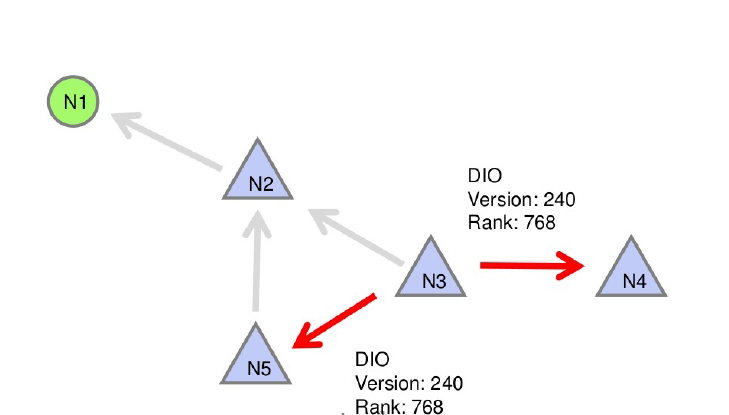 N1
N2
DIO
Version: 240
Rank: 768
N3
N4
N5
DIO
Version: 240
Rank: 768